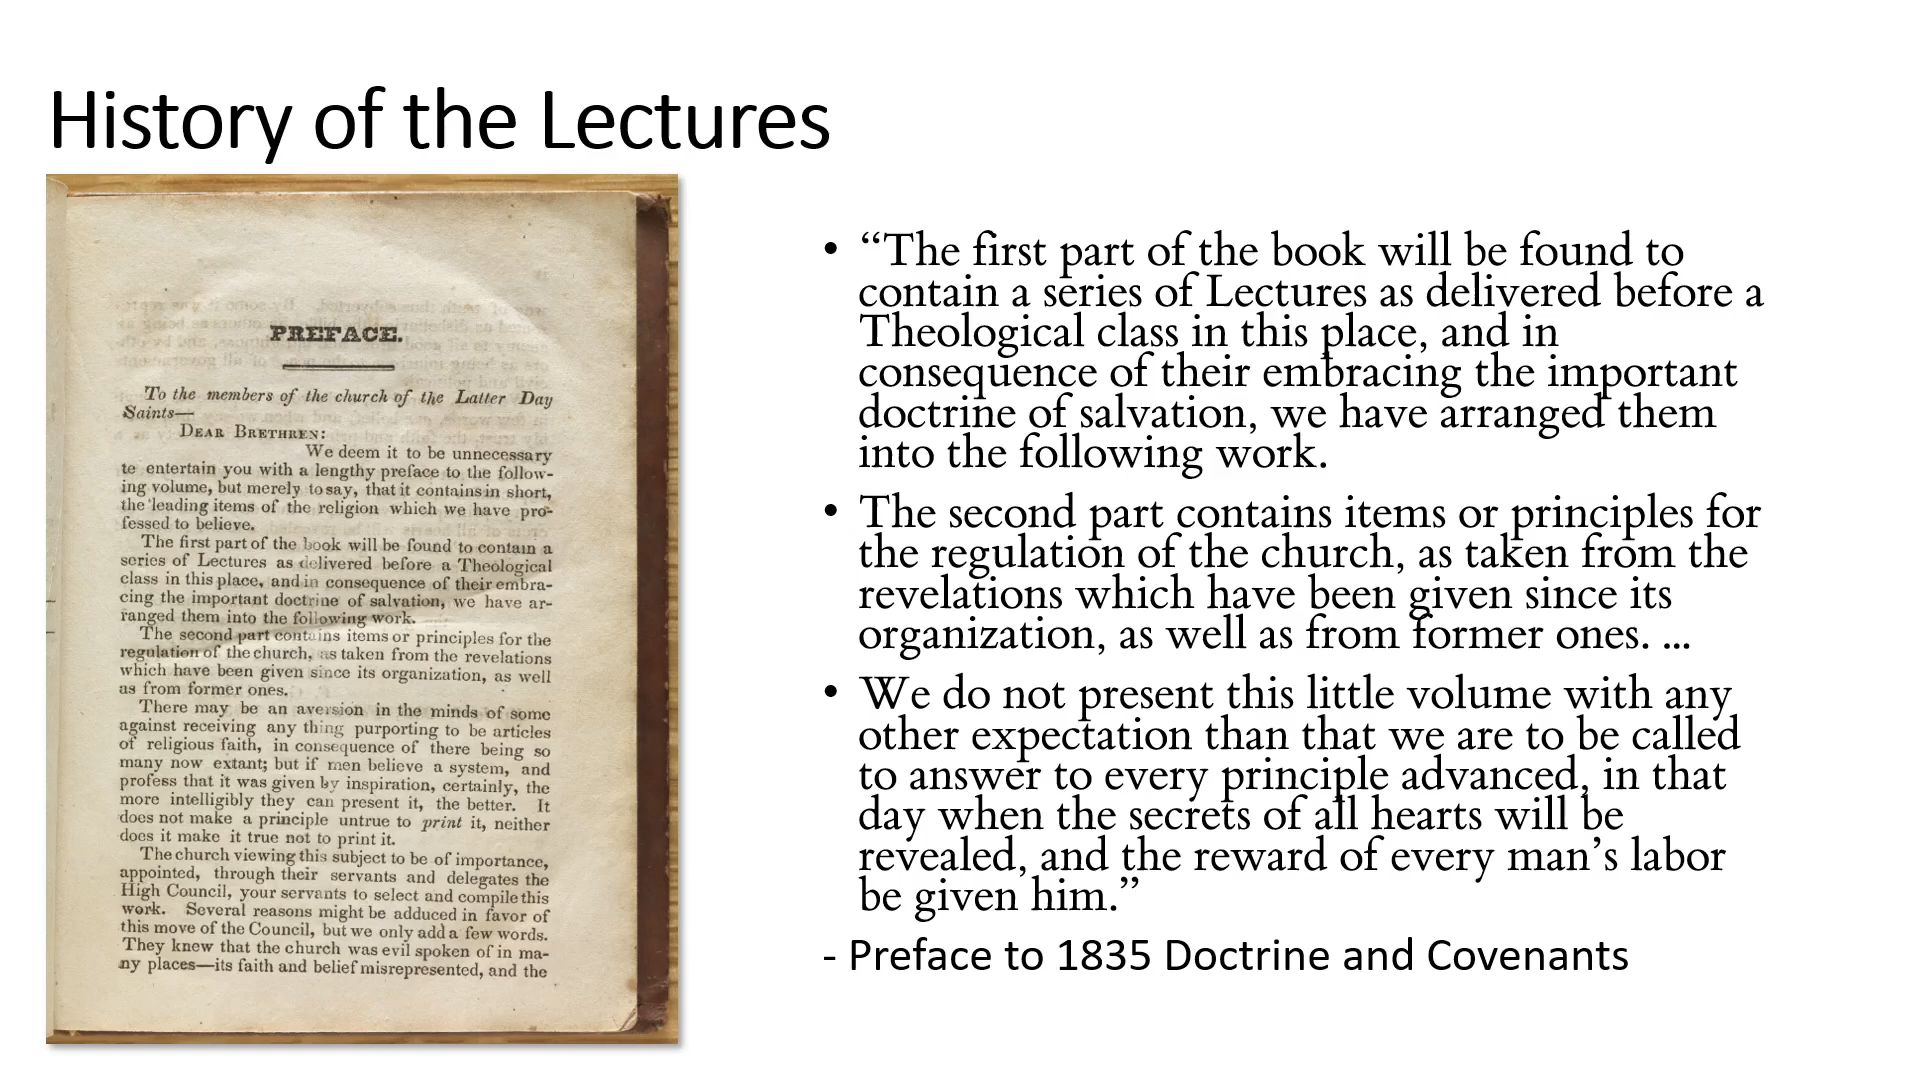 History of the Lectures
PREFACE.
To the members of the church of the Latter Day
Saints—
DEAR BRETHREN:
We deem it to be unnecessary
te entertain you with a lengthy preface to the follow-
ing volume, but merely to say, that it contains in short,
the leading items of the religion which we have pro-
fessed to believe.
The first part of the book will be found to contain a
series of Lectures as delivered before a Theological
class in this place, and in consequence of their embra-
cing the important doctrine of salvation, we have ar-
ranged them into the following work.
The second part contains items or principles for the
regulation of the church, as taken from the revelations
which have been given since its organization, as well
as from former ones.
There may be an aversion in the minds of some
against receiving any thing purporting to be articles
of religious faith, in consequence of there being so
many now extant; but if men believe a system, and
profess that it was given by inspiration, certainly, the
more intelligibly they can present it, the better. It
does not make a principle untrue to print it, neither
does it make it true not to print it.
The church viewing this subject to be of importance,
appointed, through their servants and delegates the
High Council, your servants to select and compile this
work. Several reasons might be adduced in favor of
this move of the Council, but we only add a few words.
They knew that the church was evil spoken of in ma-
ny places—its faith and belief misrepresented, and the
• “The first part of the book will be found to
contain a series of Lectures as delivered before a
Theological class in this place, and in
consequence of their embracing the important
doctrine of salvation, we have arranged them
into the following work.
• The second part contains items or principles for
the regulation of the church, as taken from the
revelations which have been given since its
organization, as well as from former ones. ...
• We do not present this little volume with any
other expectation than that we are to be called
to answer to every principle advanced, in that
day when the secrets of all hearts will be
revealed, and the reward of every man’s labor
be given him.”
- Preface to 1835 Doctrine and Covenants